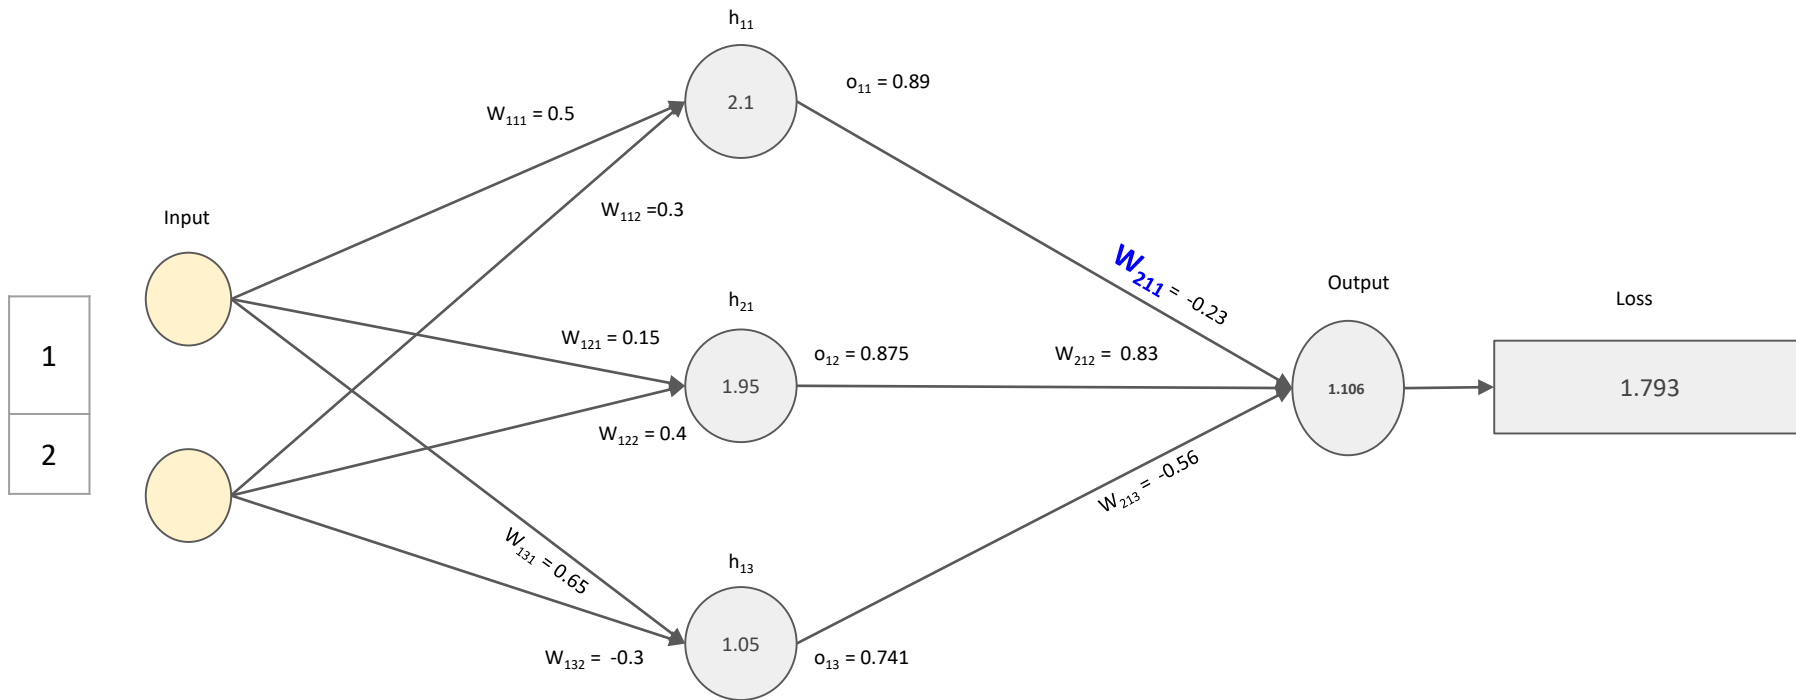 h₁₁
2.1
o₁₁ = 0.89
W₁₁₁ = 0.5
W₁₁₂ =0.3
Input
W₂₁₁ = -0.23
Output
h₂₁
Loss
1
W₁₂₁ = 0.15
o₁₂ = 0.875
W₂₁₂ = 0.83
1.95
1.106
1.793
W₁₂₂ = 0.4
2
W₂₁₃ = -0.56
W₁₃₁ = 0.65
h₁₃
1.05
W₁₃₂ = -0.3
o₁₃ = 0.741